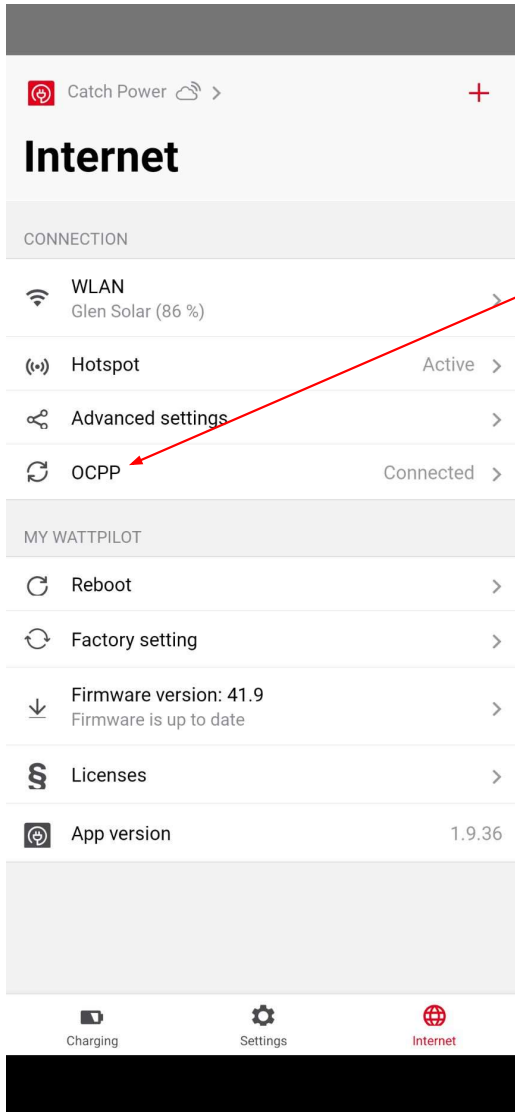 Catch Power
Internet
CONNECTION
WLAN
Glen Solar (86 %)
Hotspot Active
Advanced settings
OCPP Connected
MY WATTPILOT
Reboot
Factory setting
Firmware version: 41.9
Firmware is up to date
Licenses
App version 1.9.36
Charging Settings Internet